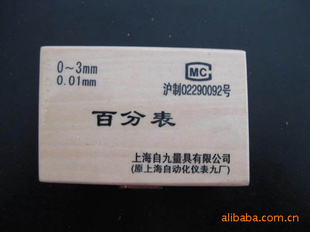 0~3mm
0.01mm
MC
沪制02290092号
百分表
上海自九量具有限公司
(原上海自动化仪表九厂)
alibaba.com.cn